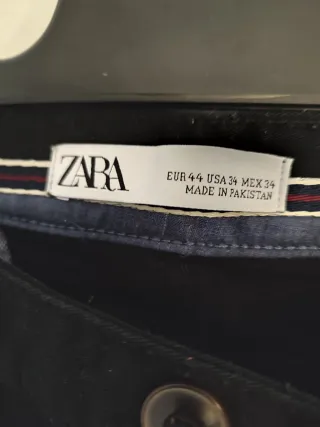 ZARA
EUR 44 USA 34 MEX 34
MADE IN PAKISTAN